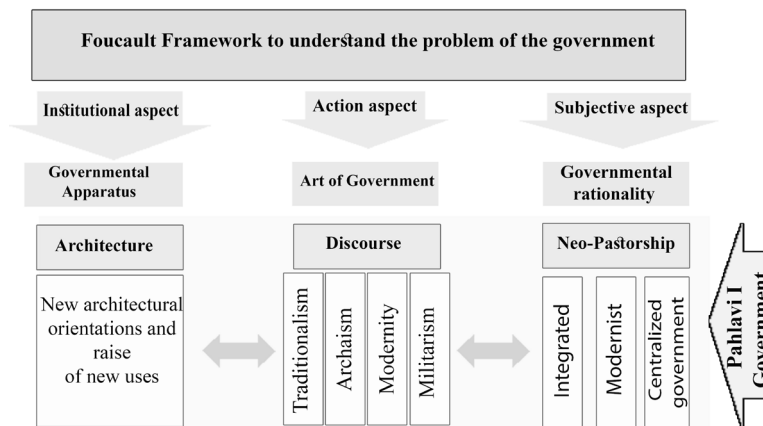 Foucault Framework to understand the problem of the government
Institutional aspect
Action aspect
Subjective aspect
Governmental
Apparatus
Art of Government
Governmental
rationality
Architecture
Discourse
Neo-Pastorship
New architectural
orientations and
raise
of new uses
Traditionalism
Archaism
Modernity
Militarism
Integrated
Modernist
Centralized
government
Pahlavi I
Government